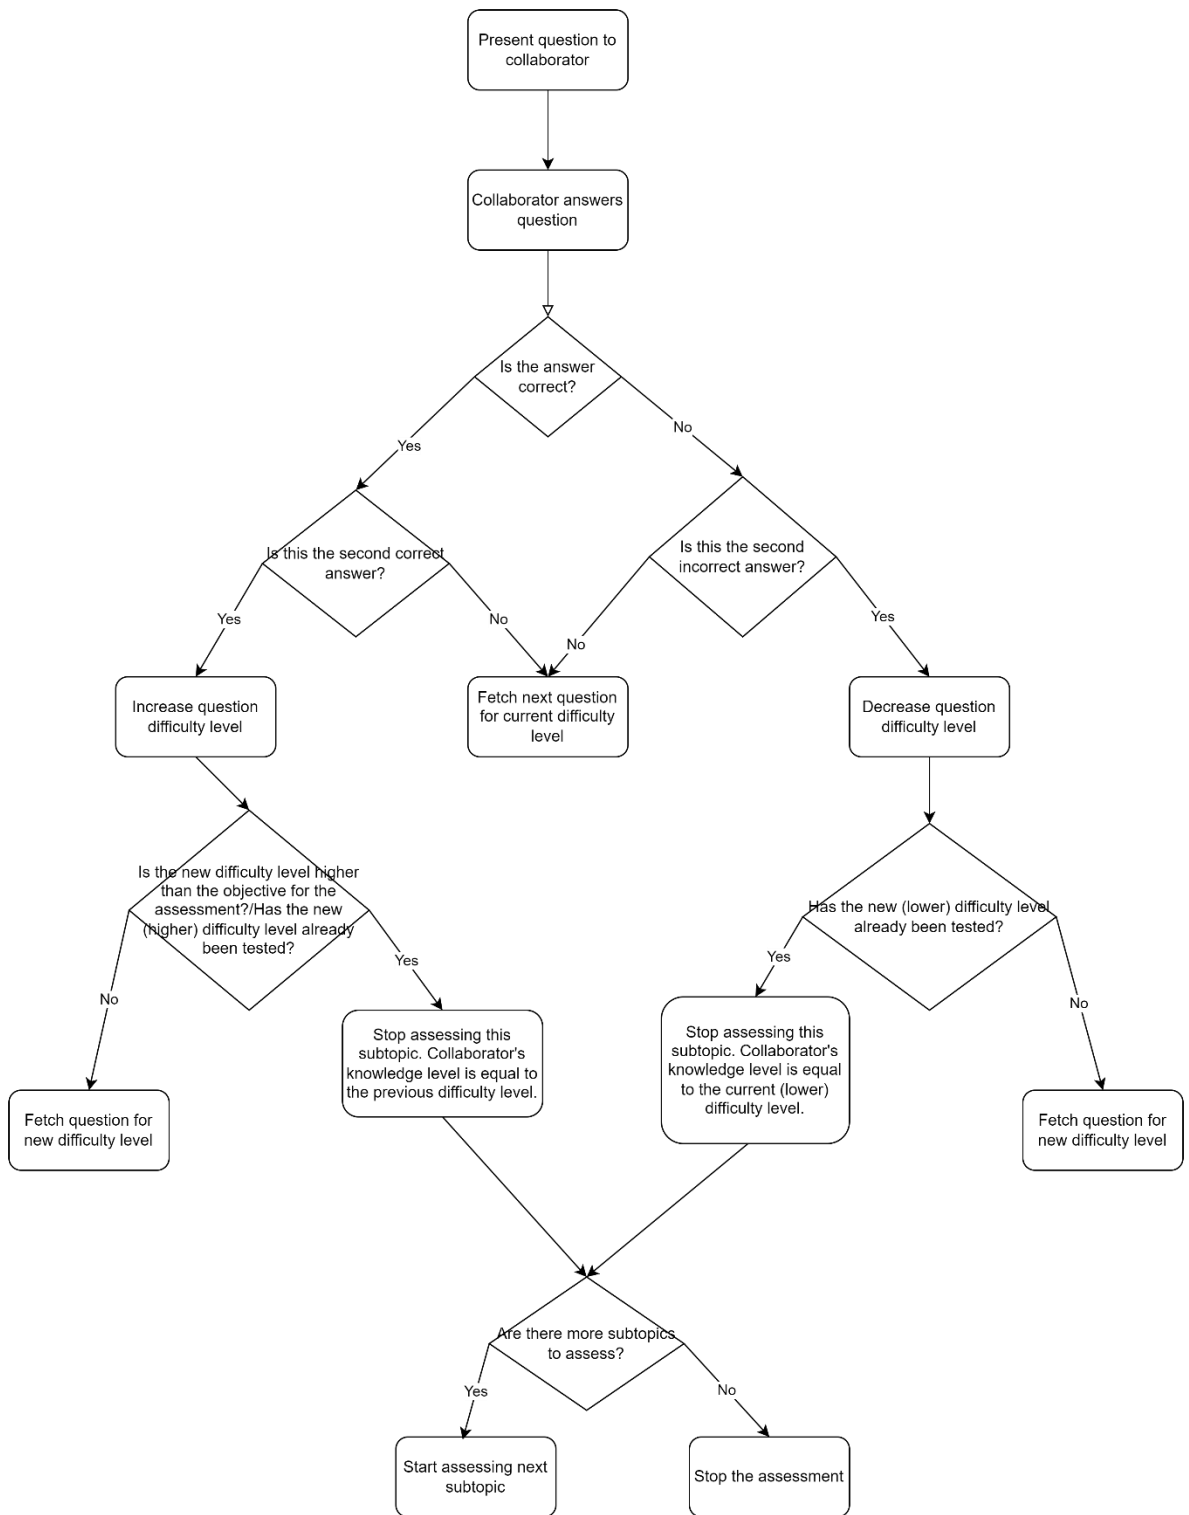 Present question to
collaborator
Collaborator answers
question
Is the answer
correct?
Yes
No
Is this the second correct
answer?
Is this the second
incorrect answer?
Yes
No
No
Yes
Increase question
difficulty level
Fetch next question
for current difficulty
level
Decrease question
difficulty level
Is the new difficulty level higher
than the objective for the
assessment?/Has the new
(higher) difficulty level already
been tested?
Has the new (lower) difficulty level
already been tested?
No
Yes
Yes
No
Stop assessing this
subtopic. Collaborator's
knowledge level is equal to
the previous difficulty level.
Stop assessing this
subtopic. Collaborator's
knowledge level is equal
to the current (lower)
difficulty level.
Fetch question for
new difficulty level
Fetch question for
new difficulty level
Are there more subtopics
to assess?
Yes
No
Start assessing next
subtopic
Stop the assessment